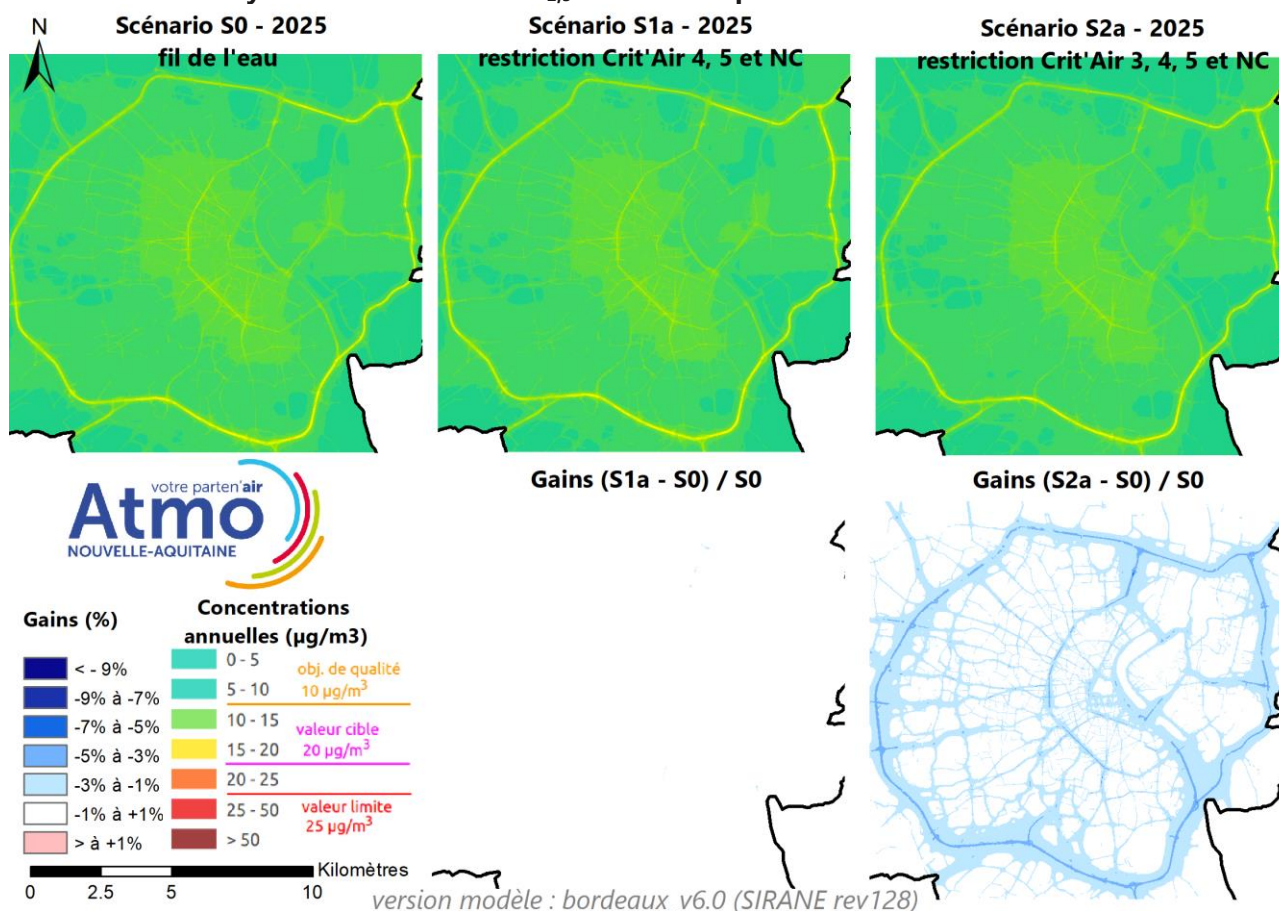 2,5
N
Scénario S0 - 2025
fil de l'eau
Scénario S1a - 2025
restriction Crit'Air 4, 5 et NC
Scénario S2a - 2025
restriction Crit'Air 3, 4, 5 et NC
votre parten'air
Atmo
NOUVELLE-AQUITAINE
Gains (S1a - S0) / S0
Gains (S2a - S0) / S0
Gains (%)
< - 9%
-9% à -7%
-7% à -5%
-5% à -3%
-3% à -1%
-1% à +1%
> à +1%
Concentrations
annuelles (µg/m3)
0 - 5
5 - 10
10 - 15
15 - 20
20 - 25
25 - 50
> 50
obj. de qualité
10 µg/m³
valeur cible
20 µg/m³
valeur limite
25 µg/m³
Kilomètres
0 2.5 5 10
version modèle : bordeaux_v6.0 (SIRANE rev128)